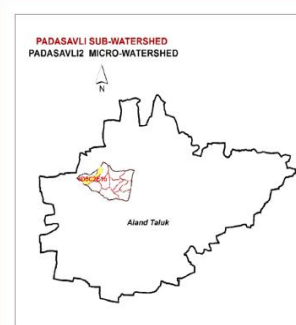 PADASAVLI SUB-WATERSHED
PADASAVLI2 MICRO-WATERSHED
N
Aland Taluk